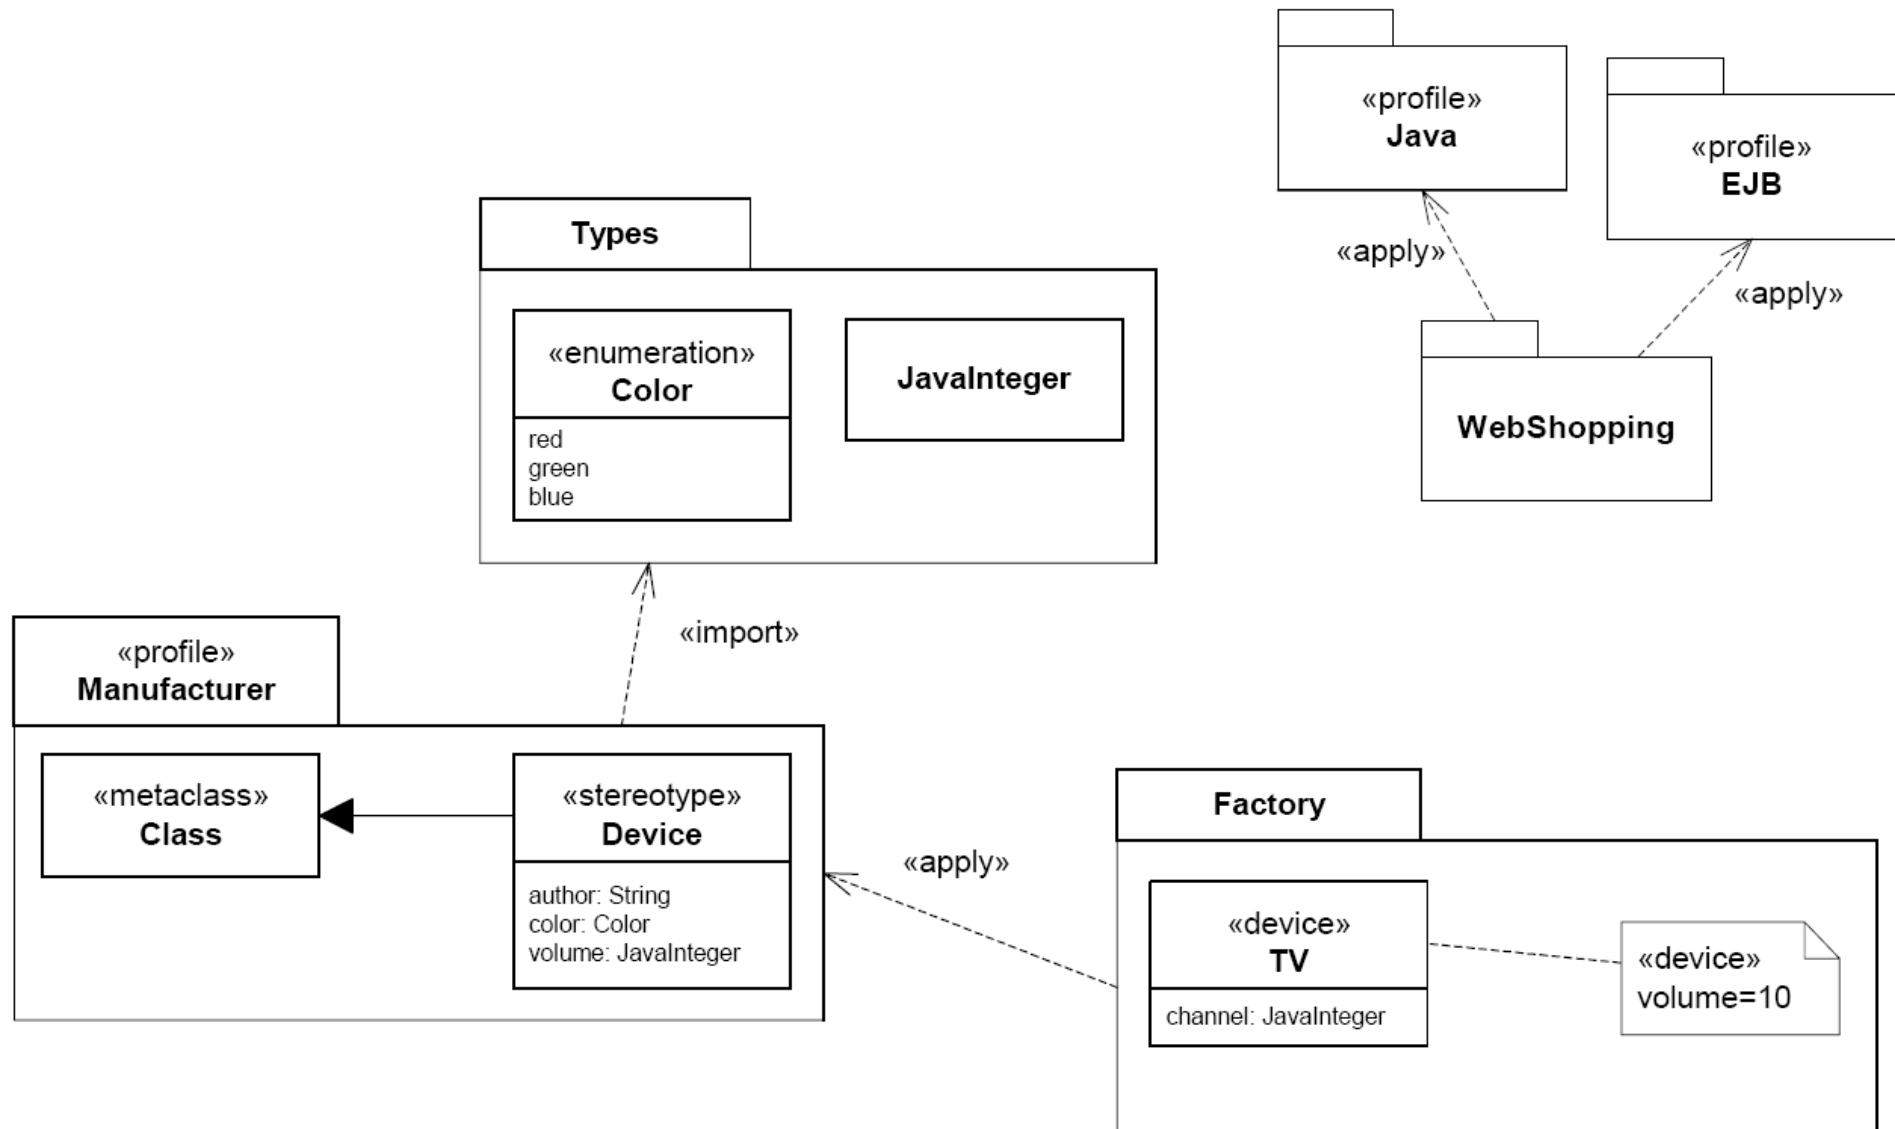 «profile»
Java
«profile»
EJB
«apply»
«apply»
WebShopping
Types
«enumeration»
Color
red
green
blue
JavaInteger
«import»
«profile»
Manufacturer
«metaclass»
Class
«stereotype»
Device
author: String
color: Color
volume: JavaInteger
«apply»
Factory
«device»
TV
channel: JavaInteger
«device»
volume=10